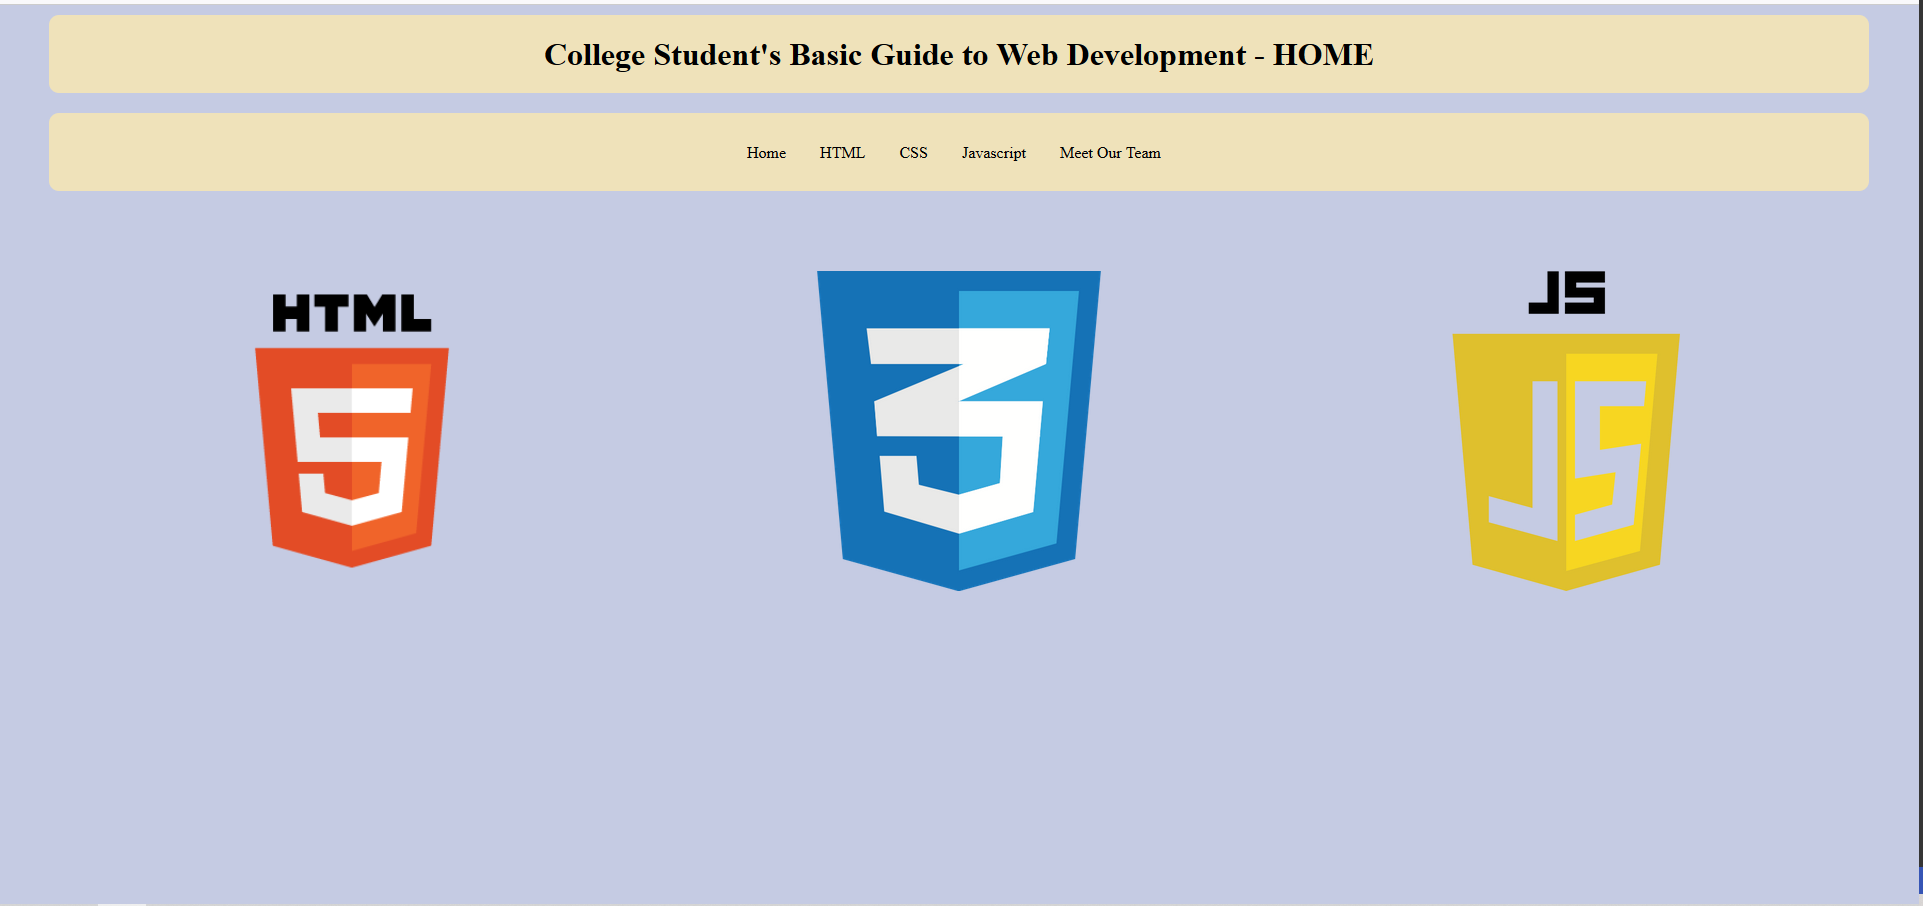 College Student's Basic Guide to Web Development - HOME
Home HTML CSS Javascript Meet Our Team
HTML
JS
5
3
JS